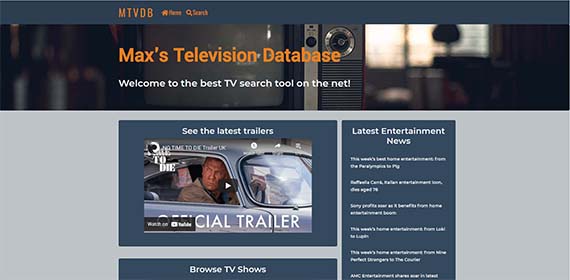 MTVDB Home Search
Max's Television Database
Welcome to the best TV search tool on the net!
See the latest trailers
NO TIME TO DIE Trailer UK
TIME
TO DIE
OFFICIAL TRAILER
Watch on YouTube
Browse TV Shows
Latest Entertainment
News
This week's best home entertainment: from
the Paralympics to Pig
Raffaella Carrà, Italian entertainment icon,
dies aged 78
Sony profits soar as it benefits from home
entertainment boom
This week's home entertainment: from Loki
to Lupin
This week's home entertainment: from Nine
Perfect Strangers to The Courier
AMC Entertainment shares soar in latest